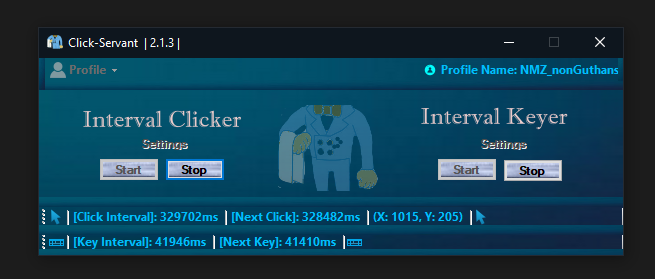 Click-Servant | 2.1.3 |
Profile
Profile Name: NMZ_nonGuthans
Interval Clicker
Settings
Start Stop
Interval Keyer
Settings
Start Stop
[Click Interval]: 329702ms | [Next Click]: 328482ms | (X: 1015, Y: 205) |
[Key Interval]: 41946ms | [Next Key]: 41410ms |